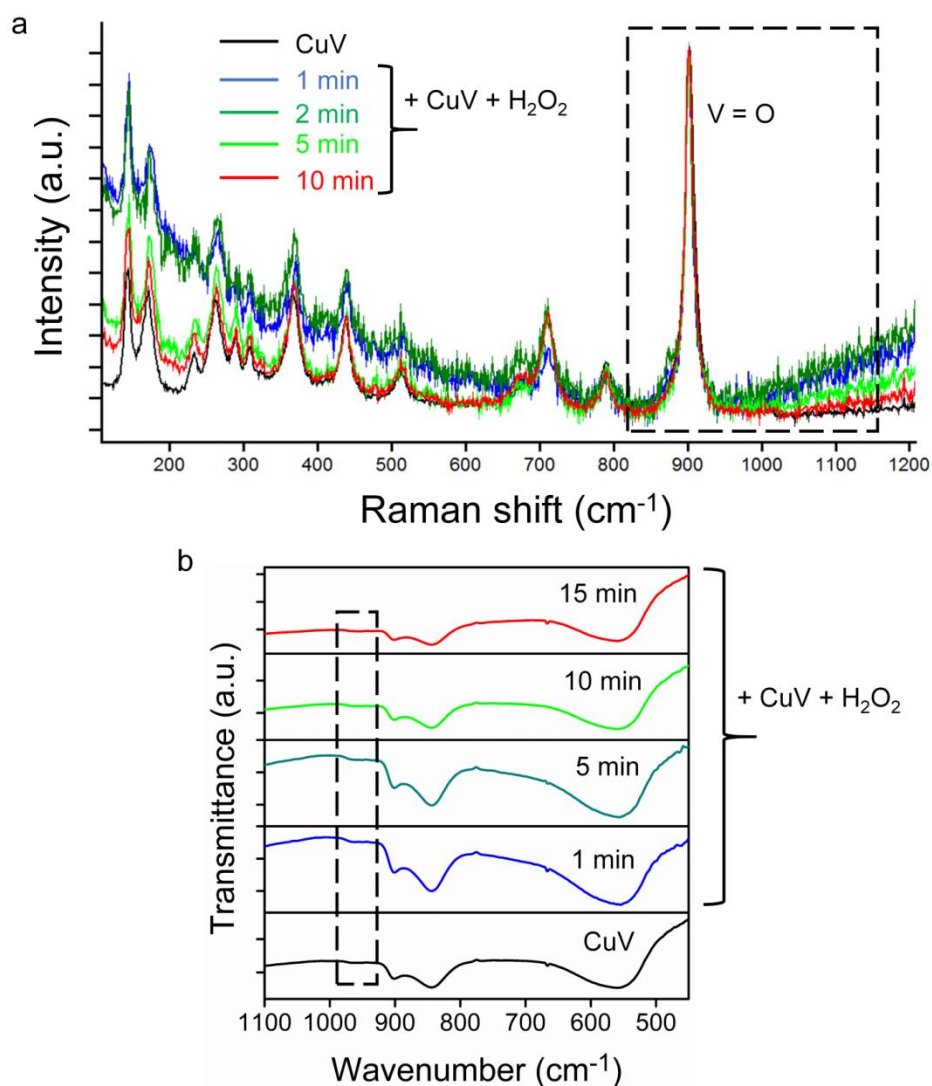 a
CuV
1 min
2 min
5 min
10 min
+ CuV + H₂O₂
V = O
Intensity (a.u.)
200 300 400 500 600 700 800 900 1000 1100 1200
Raman shift (cm⁻¹)
b
15 min
10 min
5 min
1 min
CuV
+ CuV + H₂O₂
Transmittance (a.u.)
1100 1000 900 800 700 600 500
Wavenumber (cm⁻¹)